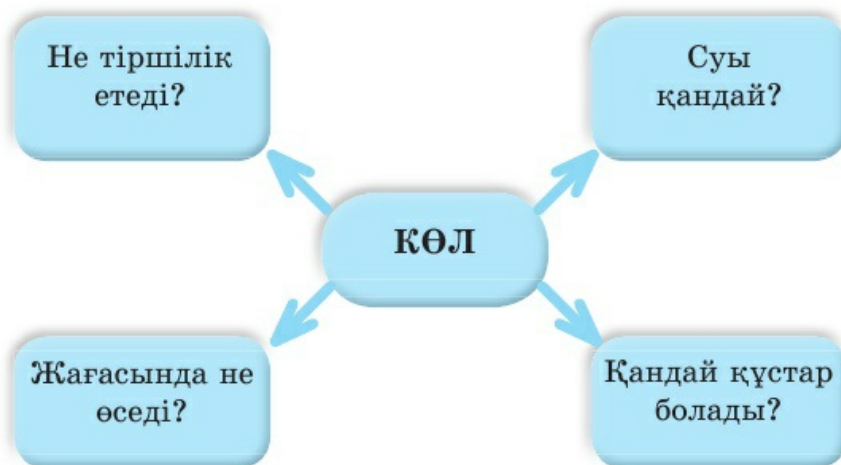 Не тіршілік
етеді?
Суы
қандай?
КӨЛ
Жағасында не
өседі?
Қандай құстар
болады?